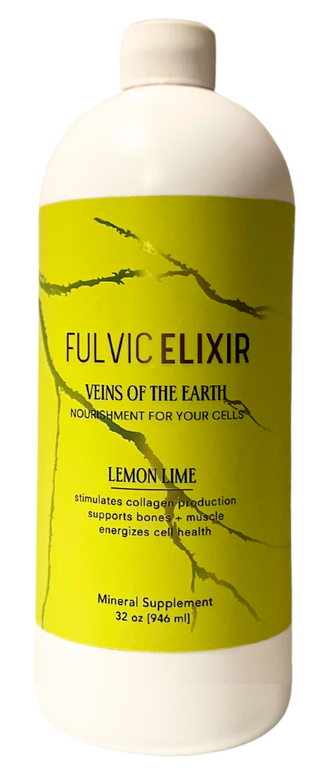 FULVIC ELIXIR
VEINS OF THE EARTH
NOURISHMENT FOR YOUR CELLS®
LEMON LIME
stimulates collagen production
supports bones + muscle
energizes cell health
Mineral Supplement
32 oz [946 ml]